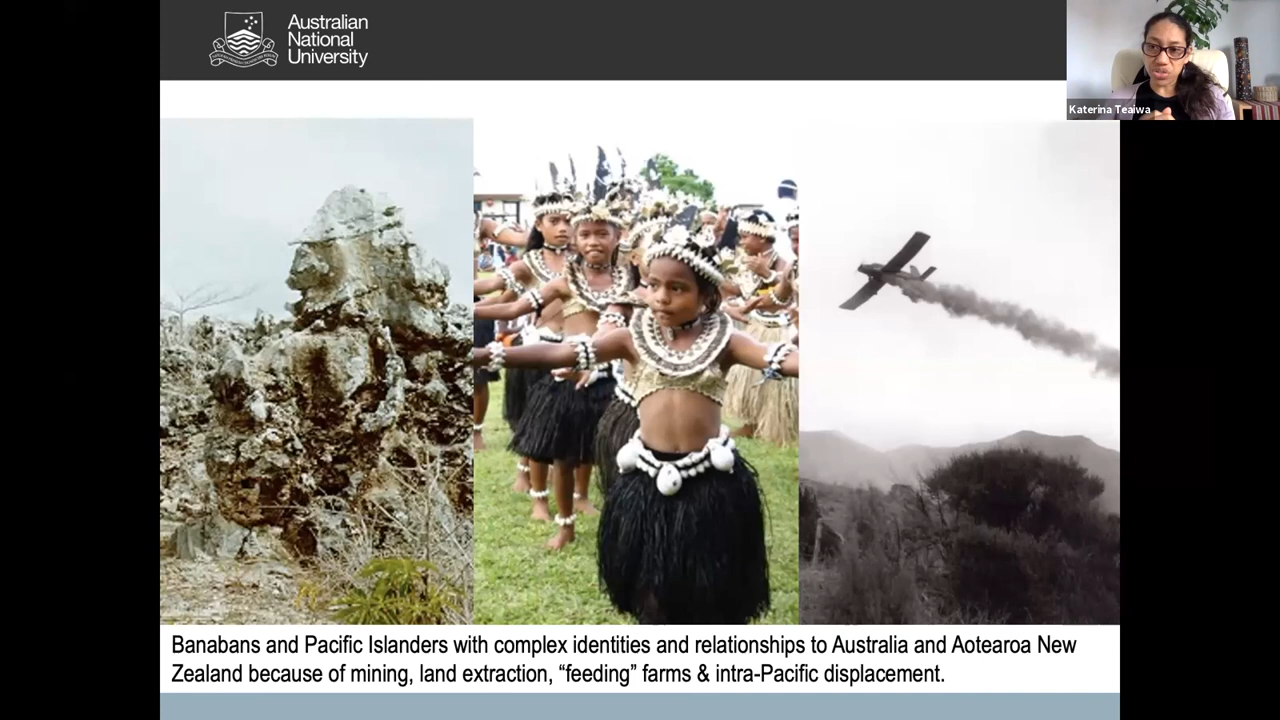 Australian
National
University
Katerina Teaiwa
Banabans and Pacific Islanders with complex identities and relationships to Australia and Aotearoa New
Zealand because of mining, land extraction, “feeding” farms & intra-Pacific displacement.